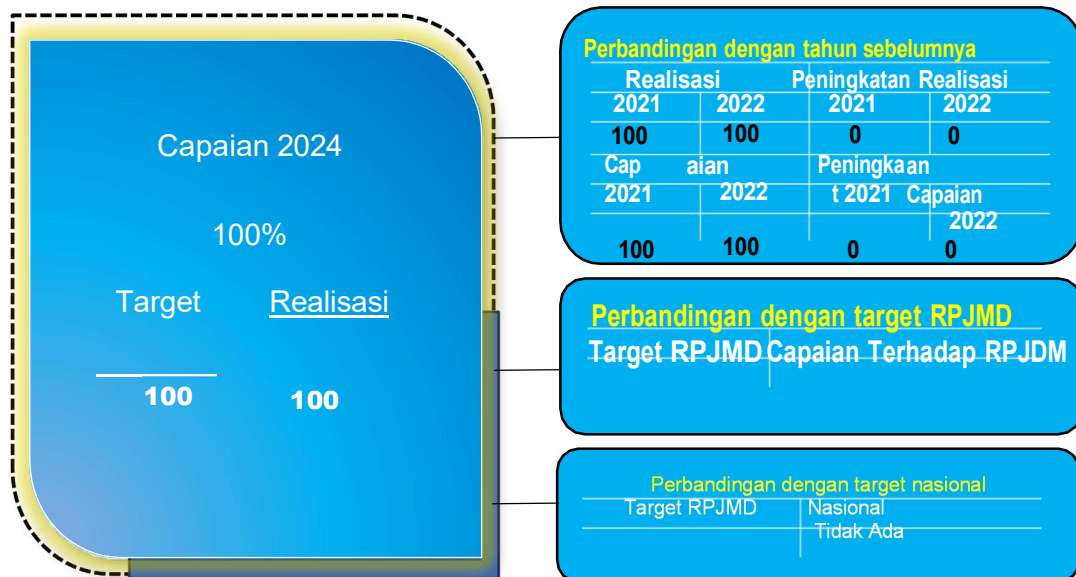 Capaian 2024
100%
Target Realisasi
100 100
Perbandingan dengan tahun sebelumnya
Realisasi Peningkatan Realisasi
2021 2022 2021 2022
100 100 0 0
Cap aian Peningkaan
2021 2022 t 2021 Capaian
2022
100 100 0 0
Perbandingan dengan target RPJMD
Target RPJMD Capaian Terhadap RPJDM
Perbandingan dengan target nasional
Target RPJMD Nasional
Tidak Ada